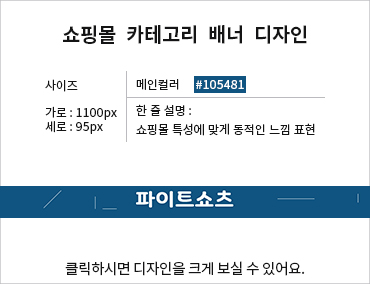 쇼핑몰 카테고리 배너 디자인
사이즈
가로 : 1100px
세로 : 95px
메인컬러 #105481
한 줄 설명 :
쇼핑몰 특성에 맞게 동적인 느낌 표현
파이트쇼츠
클릭하시면 디자인을 크게 보실 수 있어요.